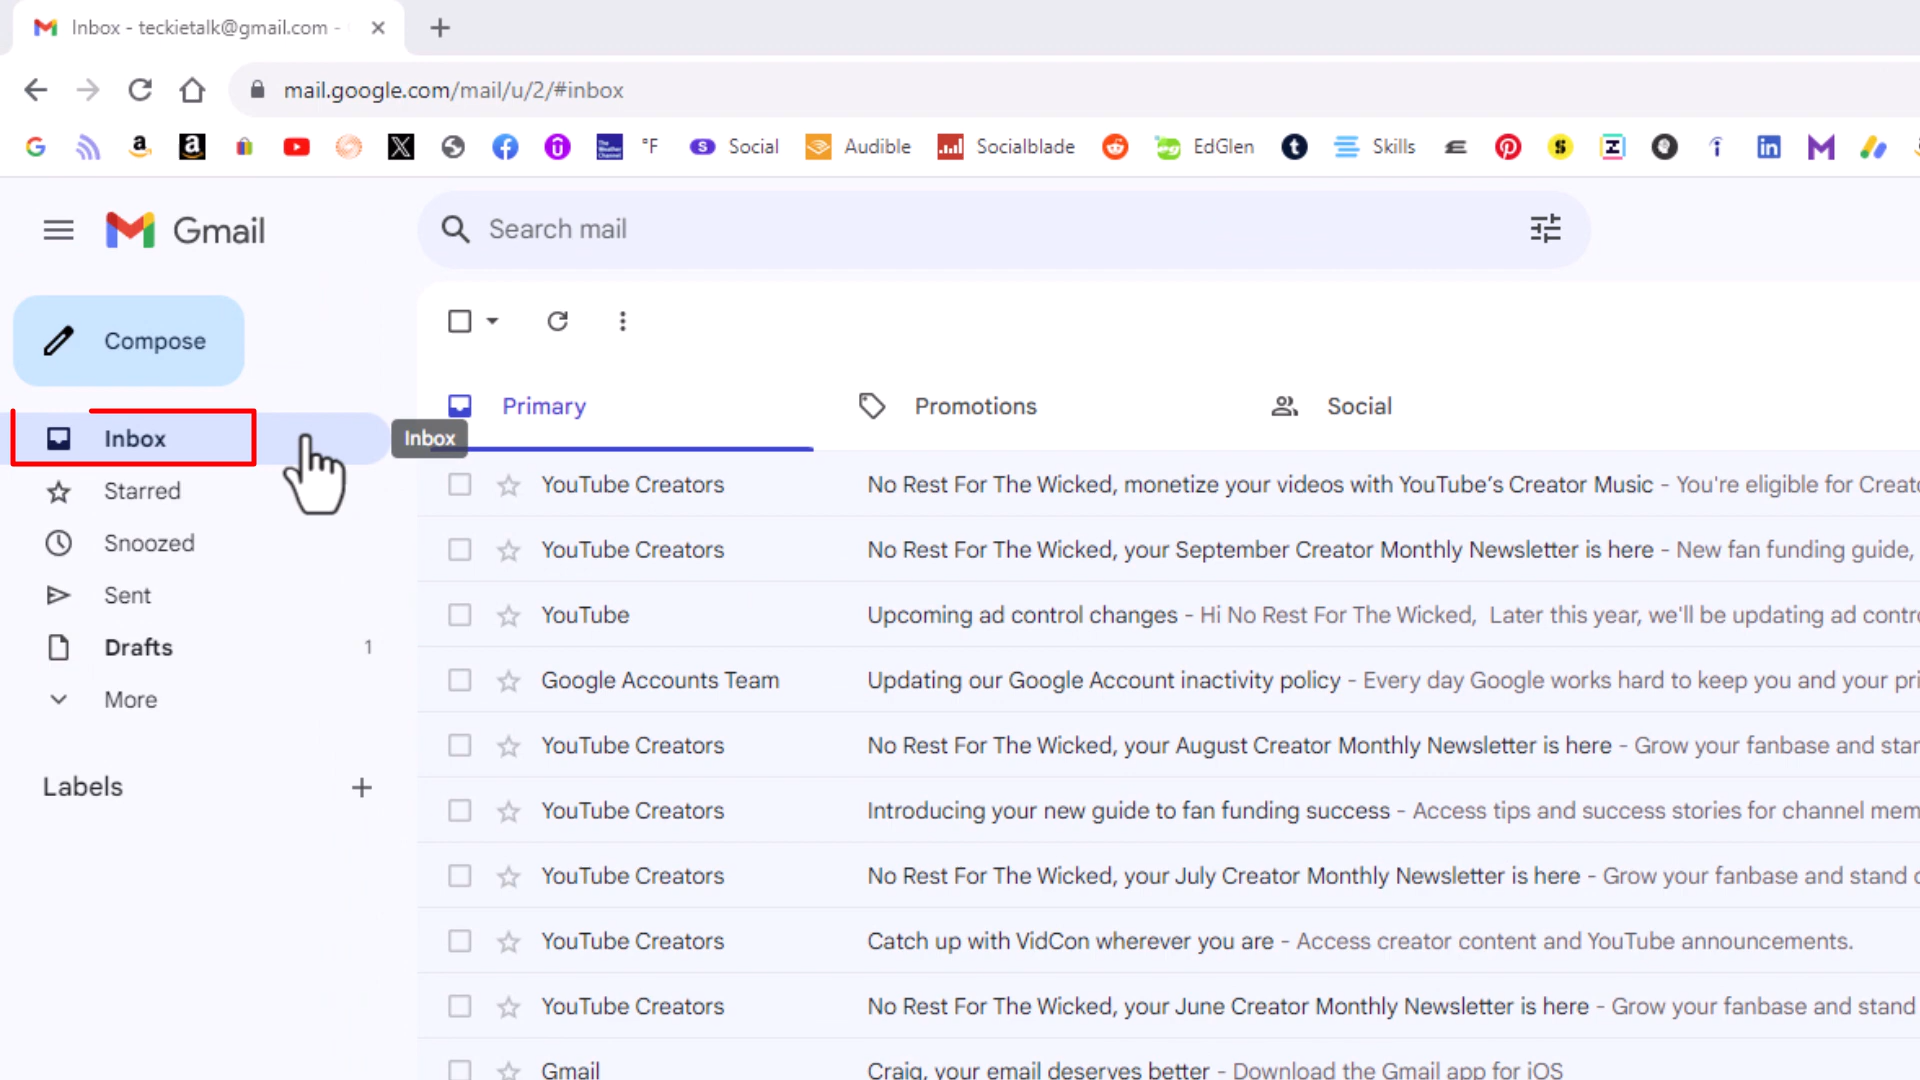 Inbox - teckietalk@gmail.com -
mail.google.com/mail/u/2/#inbox
°F Social Audible Socialblade EdGlen Skills
Gmail
Search mail
Compose
Primary Promotions Social
Inbox
Inbox
Starred
Snoozed
Sent
Drafts 1
More
Labels
YouTube Creators No Rest For The Wicked, monetize your videos with YouTube’s Creator Music - You're eligible for Creato
YouTube Creators No Rest For The Wicked, your September Creator Monthly Newsletter is here - New fan funding guide,
YouTube Upcoming ad control changes - Hi No Rest For The Wicked, Later this year, we'll be updating ad contro
Google Accounts Team Updating our Google Account inactivity policy - Every day Google works hard to keep you and your pri
YouTube Creators No Rest For The Wicked, your August Creator Monthly Newsletter is here - Grow your fanbase and stan
YouTube Creators Introducing your new guide to fan funding success - Access tips and success stories for channel mem
YouTube Creators No Rest For The Wicked, your July Creator Monthly Newsletter is here - Grow your fanbase and stand o
YouTube Creators Catch up with VidCon wherever you are - Access creator content and YouTube announcements.
YouTube Creators No Rest For The Wicked, your June Creator Monthly Newsletter is here - Grow your fanbase and stand
Gmail Craig, your email deserves better - Download the Gmail app for iOS